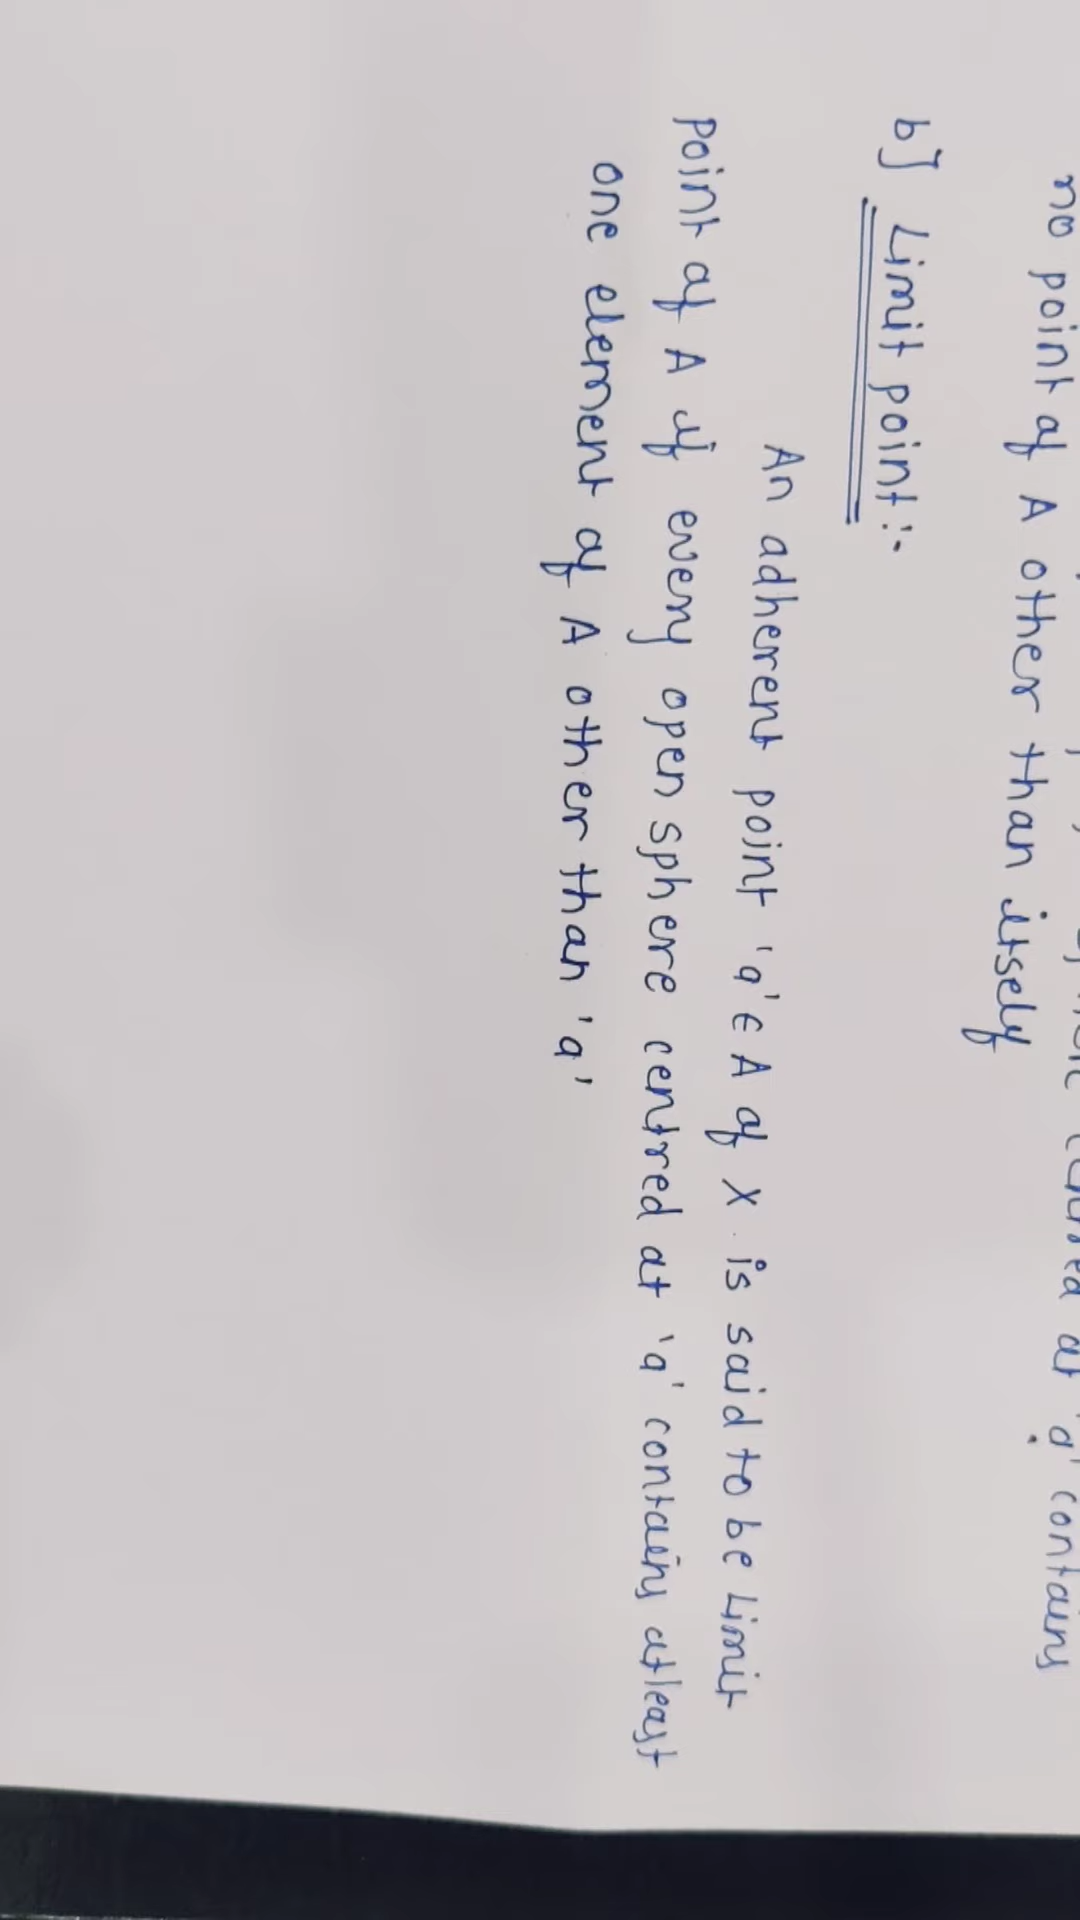 contains
no point of A other than itself
b] Limit point:-
An adherent point 'a' ∈ A of X is said to be Limit
point of A if every open sphere centred at 'a' contains atleast
one element of A other than 'a'